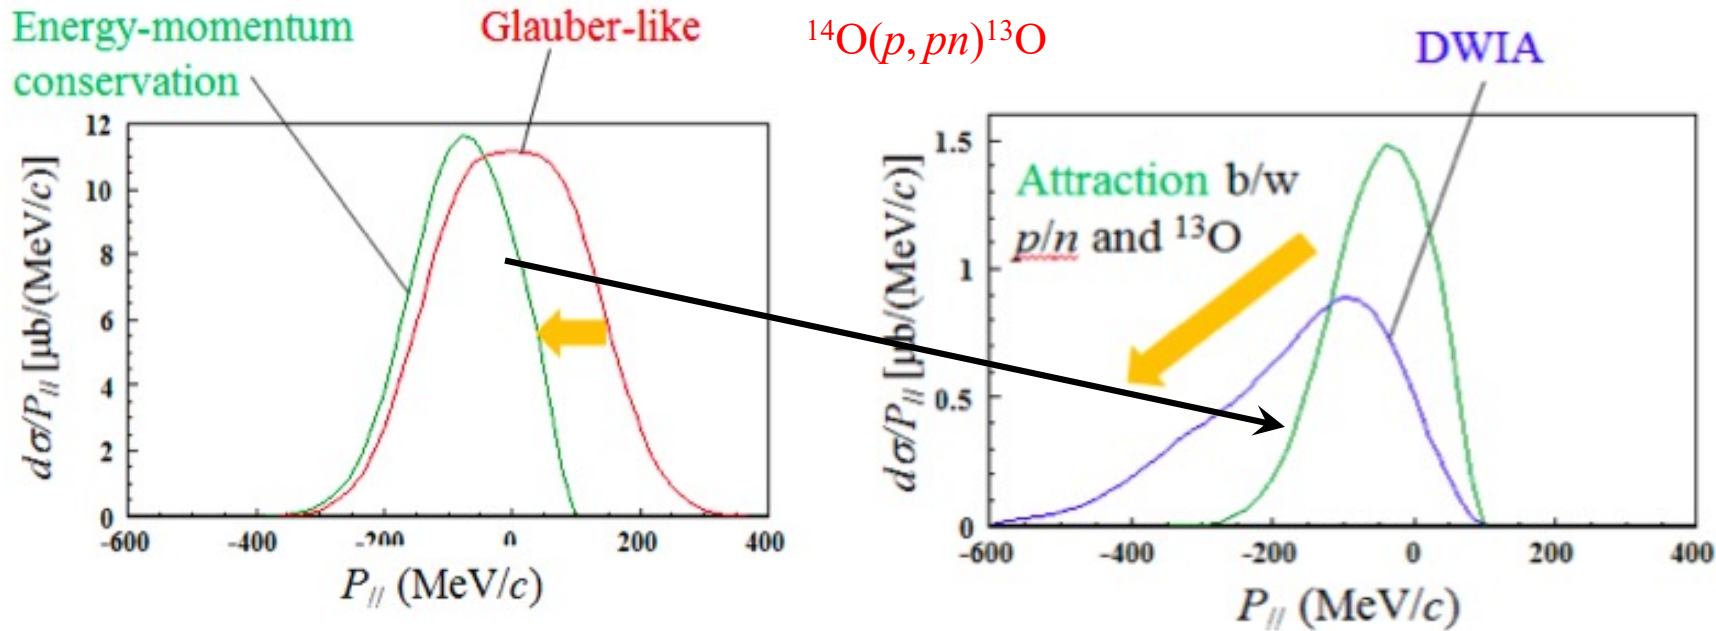 Energy-momentum
conservation
Glauber-like
¹⁴O(p, pn)¹³O
DWIA
12
10
8
6
4
2
0
-600
-400
0
200
400
dσ/P// [μb/(MeV/c)]
P// (MeV/c)
Attraction b/w
p/n and ¹³O
1.5
1
0.5
0
-600
-400
-200
0
200
400
dσ/P// [μb/(MeV/c)]
P// (MeV/c)